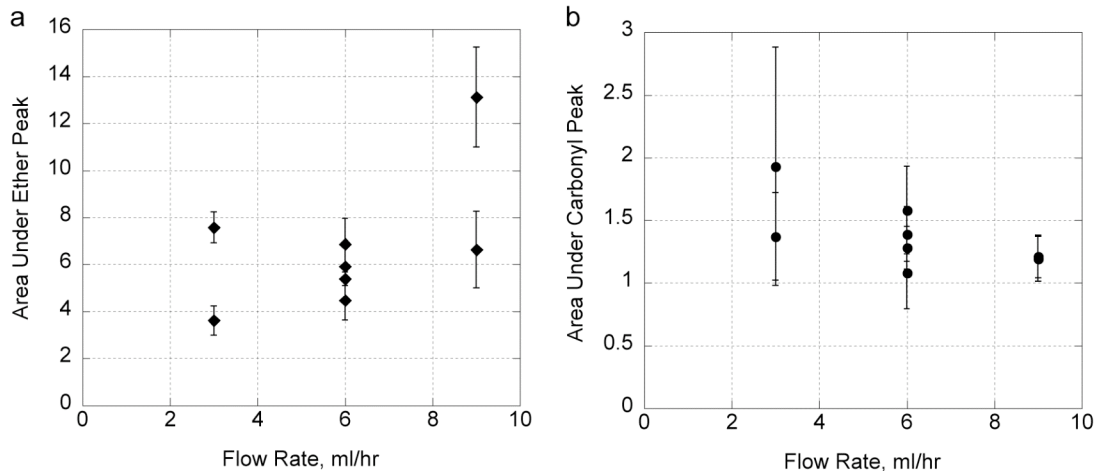 a
16
14
12
10
8
6
4
2
0
0 2 4 6 8 10
Area Under Ether Peak
Flow Rate, ml/hr
b
3
2.5
2
1.5
1
0.5
0
0 2 4 6 8 10
Area Under Carbonyl Peak
Flow Rate, ml/hr